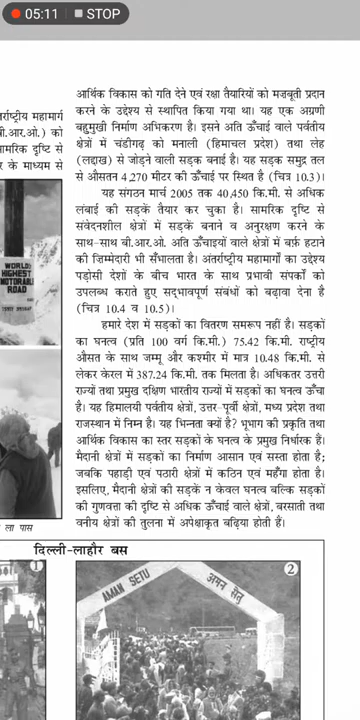 05:11 STOP
आर्थिक विकास को गति देने एवं रक्षा तैयारियों को मजबूती प्रदान
करने के उद्देश्य से स्थापित किया गया था। यह एक अग्रणी
बहुमुखी निर्माण अभिकरण है। इसने अति ऊँचाई वाले पर्वतीय
क्षेत्रों में चंडीगढ़ को मनाली (हिमाचल प्रदेश) तथा लेह
(लद्दाख) से जोड़ने वाली सड़क बनाई है। यह सड़क समुद्र तल
से औसतन 4,270 मीटर की ऊँचाई पर स्थित है (चित्र 10.3)।
यह संगठन मार्च 2005 तक 40,450 कि.मी. से अधिक
लंबाई की सड़कें तैयार कर चुका है। सामरिक दृष्टि से
संवेदनशील क्षेत्रों में सड़कें बनाने व अनुरक्षण करने के
साथ-साथ बी.आर.ओ. अति ऊँचाइयों वाले क्षेत्रों में बर्फ़ हटाने
की जिम्मेदारी भी सँभालता है। अंतर्राष्ट्रीय महामार्गों का उद्देश्य
पड़ोसी देशों के बीच भारत के साथ प्रभावी संपर्कों को
उपलब्ध कराते हुए सद्भावपूर्ण संबंधों को बढ़ावा देना है
(चित्र 10.4 व 10.5)।
हमारे देश में सड़कों का वितरण समरूप नहीं है। सड़कों
का घनत्व (प्रति 100 वर्ग कि.मी.) 75.42 कि.मी. राष्ट्रीय
औसत के साथ जम्मू और कश्मीर में मात्र 10.48 कि.मी. से
लेकर केरल में 387.24 कि.मी. तक मिलता है। अधिकतर उत्तरी
राज्यों तथा प्रमुख दक्षिण भारतीय राज्यों में सड़कों का घनत्व ऊँचा
है। यह हिमालयी पर्वतीय क्षेत्रों, उत्तर-पूर्वी क्षेत्रों, मध्य प्रदेश तथा
राजस्थान में निम्न है। यह भिन्नता क्यों है? भूभाग की प्रकृति तथा
आर्थिक विकास का स्तर सड़कों के घनत्व के प्रमुख निर्धारक हैं।
मैदानी क्षेत्रों में सड़कों का निर्माण आसान एवं सस्ता होता है;
जबकि पहाड़ी एवं पठारी क्षेत्रों में कठिन एवं महँगा होता है।
इसलिए, मैदानी क्षेत्रों की सड़कें न केवल घनत्व बल्कि सड़कों
की गुणवत्ता की दृष्टि से अधिक ऊँचाई वाले क्षेत्रों, बरसाती तथा
वनीय क्षेत्रों की तुलना में अपेक्षाकृत बढ़िया होती हैं।
र्राष्ट्रीय महामार्ग
ी.आर.ओ.) को
ामरिक दृष्टि से
र के माध्यम से
WORLD'S
HIGHEST
MOTORABLE
ROAD
ला पास
दिल्ली-लाहौर बस
1
2
AMAN SETU
अमन सेतु